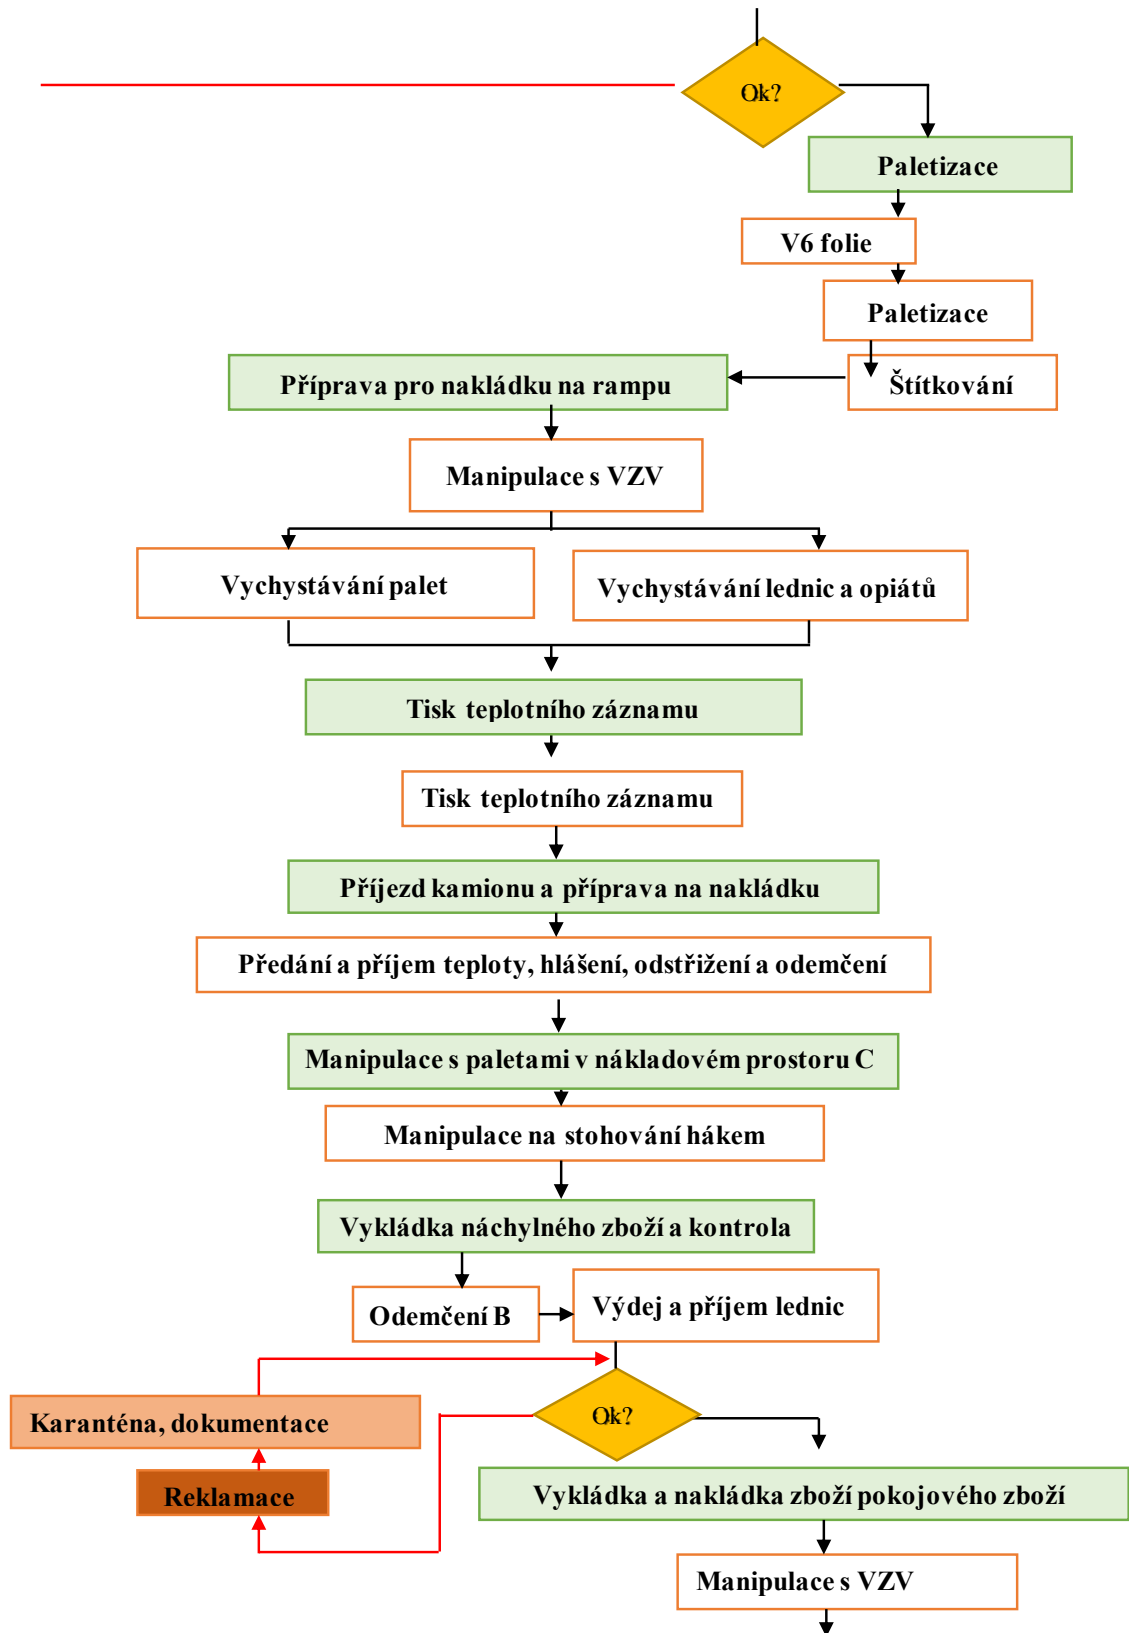 Ok?
Paletizace
V6 folie
Paletizace
Štítkování
Příprava pro nakládku na rampu
Manipulace s VZV
Vychystávání palet
Vychystávání lednic a opiátů
Tisk teplotního záznamu
Tisk teplotního záznamu
Příjezd kamionu a příprava na nakládku
Předání a příjem teploty, hlášení, odstřižení a odemčení
Manipulace s paletami v nákladovém prostoru C
Manipulace na stohování hákem
Vykládka náchylného zboží a kontrola
Odemčení B
Výdej a příjem lednic
Ok?
Karanténa, dokumentace
Reklamace
Vykládka a nakládka zboží pokojového zboží
Manipulace s VZV